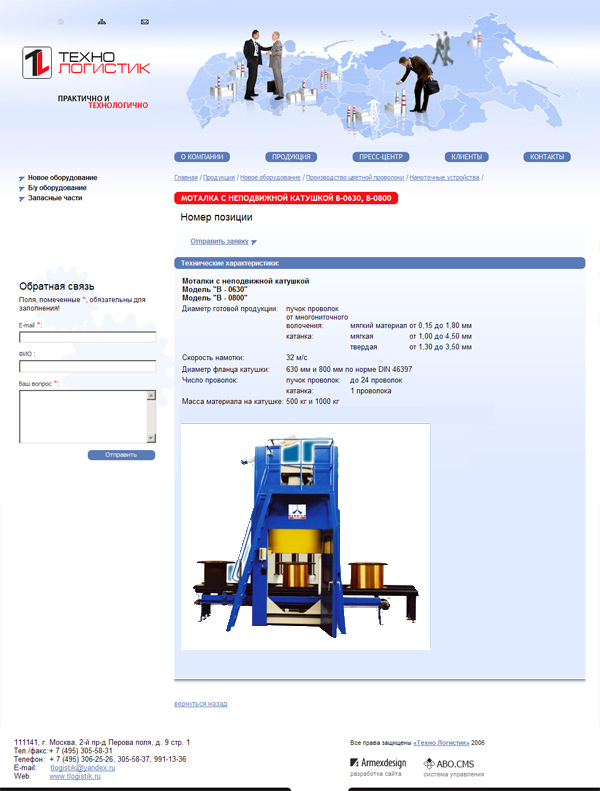 ТЕХНО
ЛОГИСТИК
ПРАКТИЧНО И
ТЕХНОЛОГИЧНО
О КОМПАНИИ
ПРОДУКЦИЯ
ПРЕСС-ЦЕНТР
КЛИЕНТЫ
КОНТАКТЫ
Новое оборудование
Б/у оборудование
Запасные части
Главная / Продукция / Новое оборудование / Производство цветной проволоки / Намоточные устройства /
МОТАЛКА С НЕПОДВИЖНОЙ КАТУШКОЙ B-0630, B-0800
Номер позиции
Отправить заявку
Технические характеристики:
Моталки с неподвижной катушкой
Модель "B - 0630"
Модель "B - 0800"
Диаметр готовой продукции: пучок проволок
от многониточного
волочения: мягкий материал от 0,15 до 1,80 мм
катанка: мягкая от 1,00 до 4,50 мм
твердая от 1,30 до 3,50 мм
Скорость намотки: 32 м/с
Диаметр фланца катушки: 630 мм и 800 мм по норме DIN 46397
Число проволок: пучок проволок: до 24 проволок
катанка: 1 проволока
Масса материала на катушке: 500 кг и 1000 кг
Обратная связь
Поля, помеченные *, обязательны для
заполнения!
E-mail *:
ФИО :
Ваш вопрос *:
Отправить
вернуться назад
111141, г. Москва, 2-й пр-д Перова поля, д. 9 стр. 1
Тел./факс: + 7 (495) 305-58-31
Телефон: + 7 (495) 306-25-26, 305-58-37, 991-13-36
E-mail: tlogistik@yandex.ru
Web: www.tlogistik.ru
Все права защищены «Техно Логистик» 2006
Armexdesign
разработка сайта
ABO.CMS
система управления